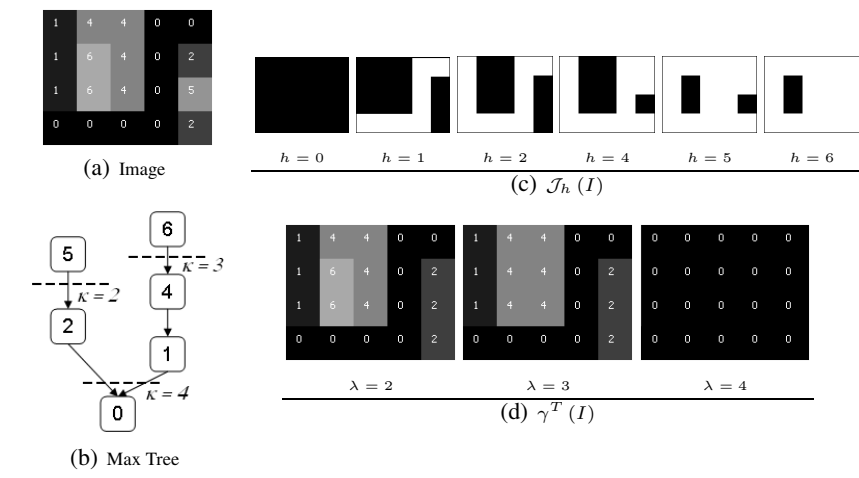 1 4 4 0 0
1 6 4 0 2
1 6 4 0 5
0 0 0 0 2
(a) Image
h = 0 h = 1 h = 2 h = 4 h = 5 h = 6
(c) 𝒥h (I)
5 6
κ = 3
κ = 2 4
2 1
κ = 4
0
(b) Max Tree
1 4 4 0 0 1 4 4 0 0 0 0 0 0 0
1 6 4 0 2 1 4 4 0 2 0 0 0 0 0
1 6 4 0 2 1 4 4 0 2 0 0 0 0 0
0 0 0 0 2 0 0 0 0 2 0 0 0 0 0
λ = 2 λ = 3 λ = 4
(d) γ^T (I)